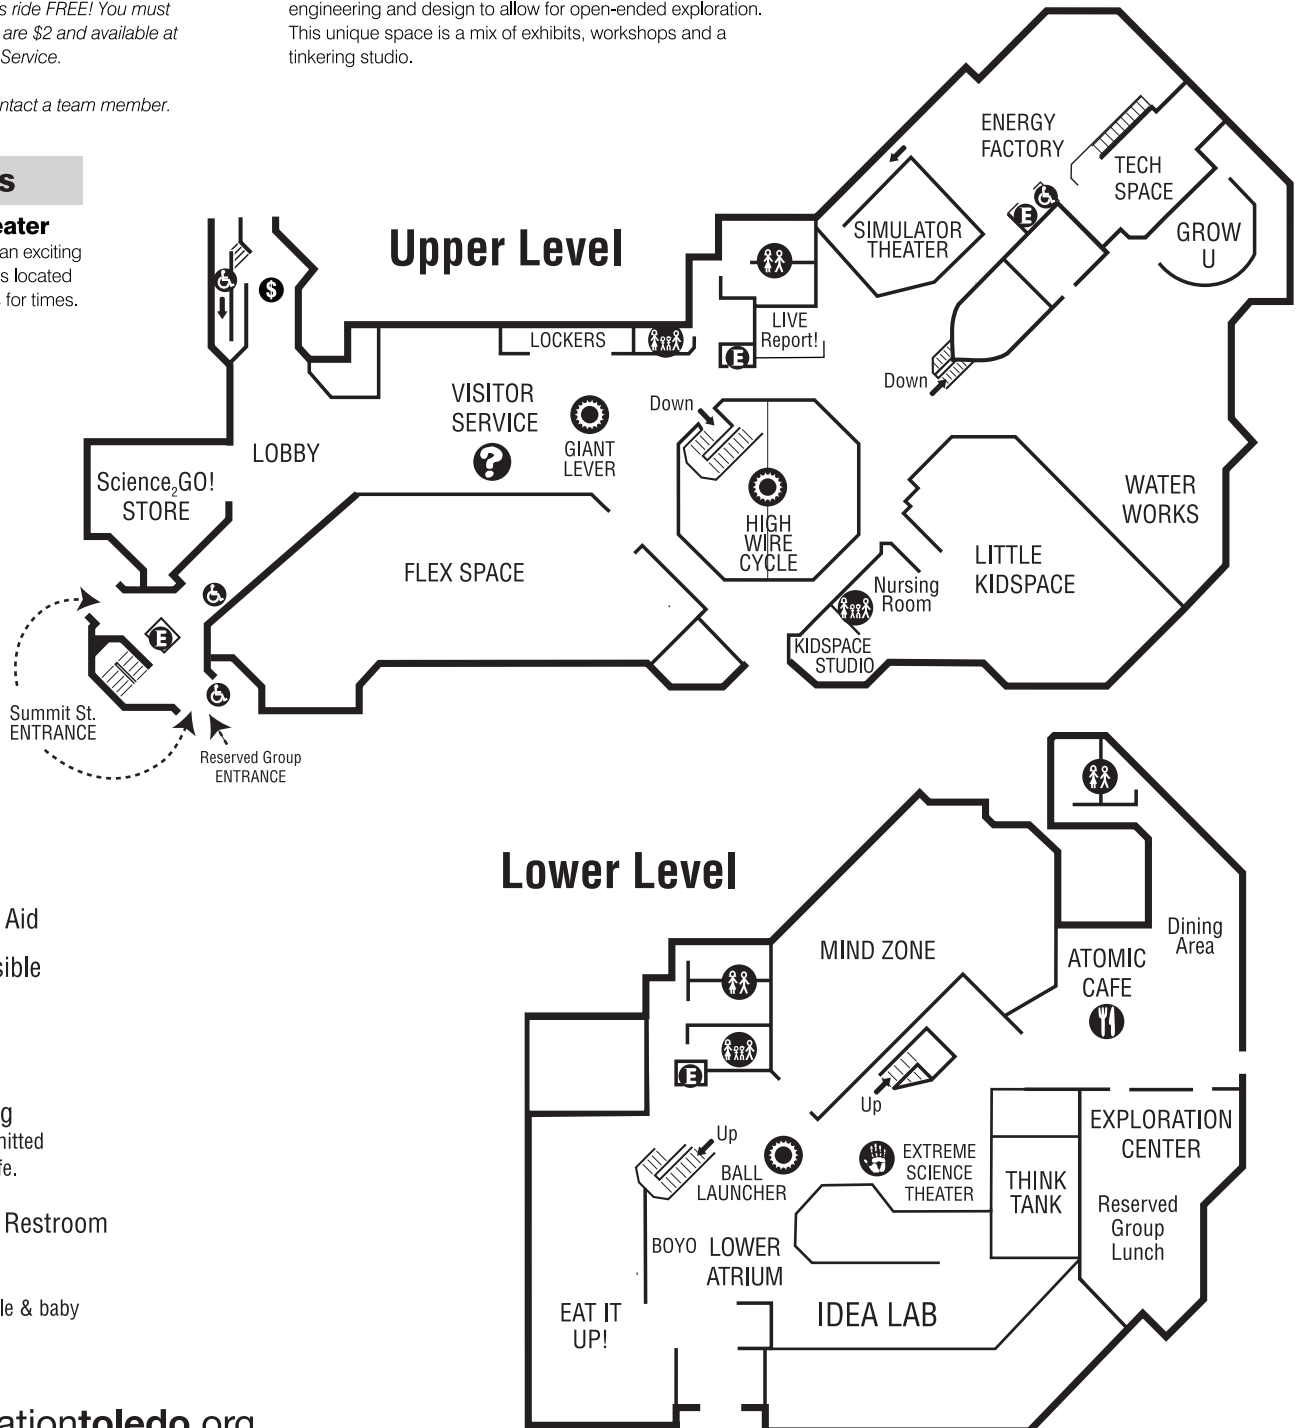 s ride FREE! You must
are $2 and available at
Service.
ntact a team member.
engineering and design to allow for open-ended exploration.
This unique space is a mix of exhibits, workshops and a
tinkering studio.
s
eater
an exciting
s located
for times.
Upper Level
ENERGY
FACTORY
TECH
SPACE
E
SIMULATOR
THEATER
GROW
U
$
LOCKERS
LIVE
Report!
E
Down
VISITOR
SERVICE
?
GIANT
LEVER
Down
LOBBY
Science2GO!
STORE
HIGH
WIRE
CYCLE
WATER
WORKS
FLEX SPACE
LITTLE
KIDSPACE
Nursing
Room
KIDSPACE
STUDIO
E
Summit St.
ENTRANCE
Reserved Group
ENTRANCE
Lower Level
Aid
sible
g
nitted
fe.
Restroom
le & baby
ationtoledo.org
MIND ZONE
Dining
Area
ATOMIC
CAFE
E
Up
Up
BALL
LAUNCHER
EXTREME
SCIENCE
THEATER
THINK
TANK
EXPLORATION
CENTER
Reserved
Group
Lunch
BOYO
LOWER
ATRIUM
EAT IT
UP!
IDEA LAB